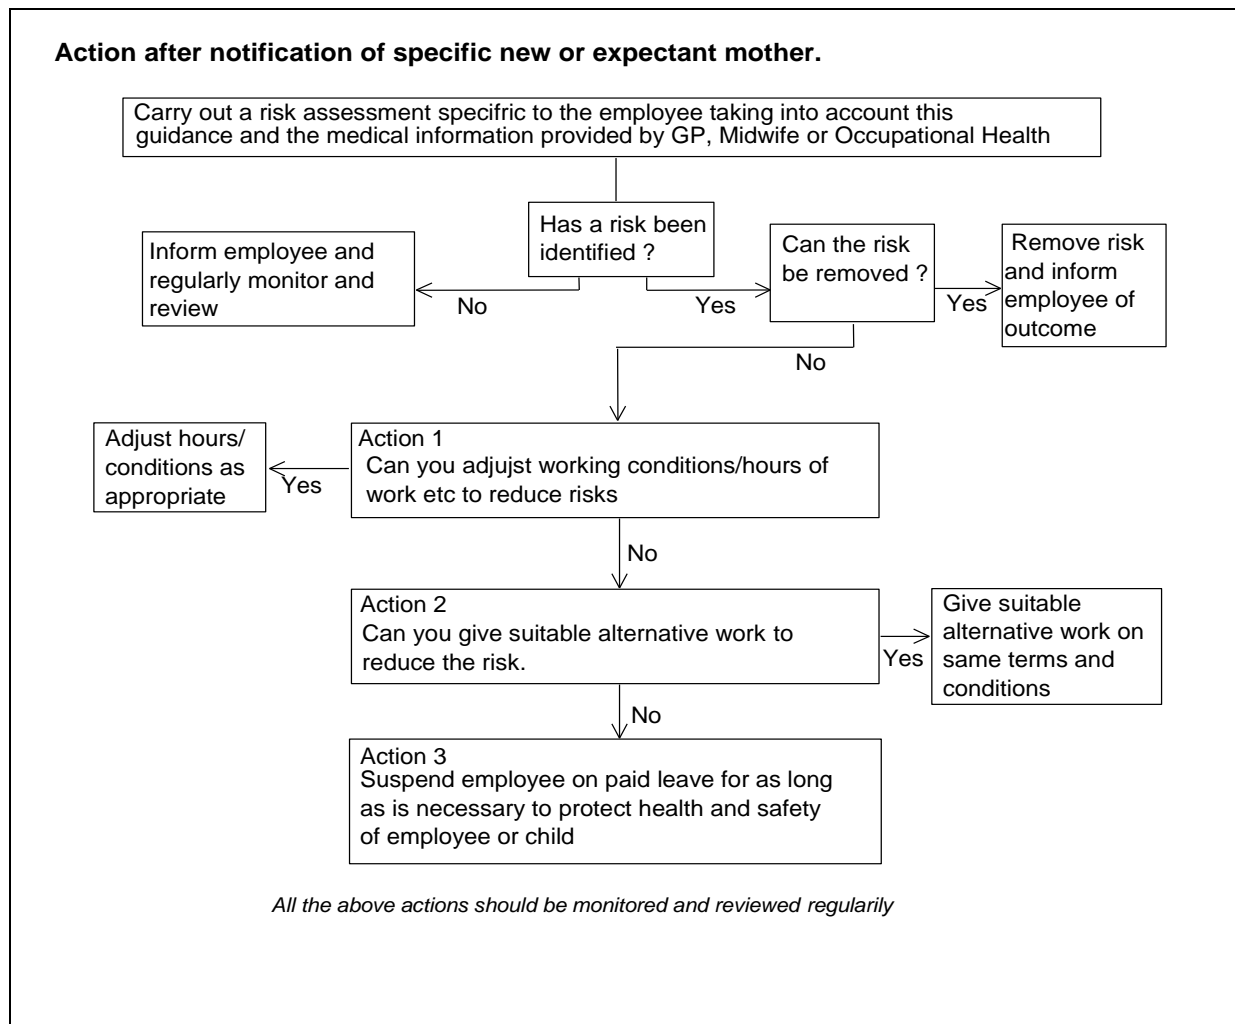 Action after notification of specific new or expectant mother.
Carry out a risk assessment specifric to the employee taking into account this
guidance and the medical information provided by GP, Midwife or Occupational Health
Has a risk been
identified ?
Inform employee and
regularly monitor and
review
No
Yes
Can the risk
be removed ?
Yes
Remove risk
and inform
employee of
outcome
No
Action 1
Can you adjujst working conditions/hours of
work etc to reduce risks
Yes
Adjust hours/
conditions as
appropriate
No
Action 2
Can you give suitable alternative work to
reduce the risk.
Yes
Give suitable
alternative work on
same terms and
conditions
No
Action 3
Suspend employee on paid leave for as long
as is necessary to protect health and safety
of employee or child
All the above actions should be monitored and reviewed regularily